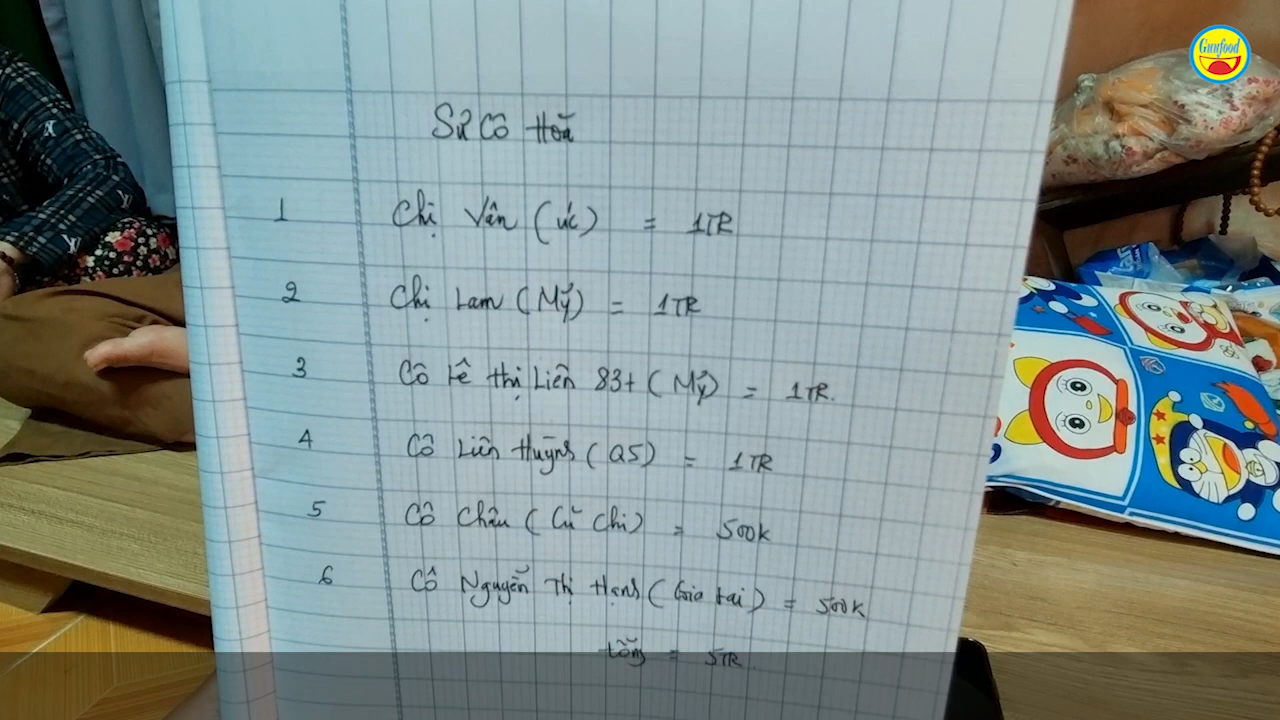 Gunfood
Sư Cô Hoà
1 Chị Vân (Úc) = 1TR
2 Chị Lam (Mỹ) = 1TR
3 Cô Lê Thị Liên 83t (Mỹ) = 1TR.
4 Cô Liên Huỳnh (Q5) = 1TR
5 Cô Châu (Củ Chi) = 500K
6 Cô Nguyễn Thị Hạnh (Gia Lai) = 500K
Tổng = 5TR